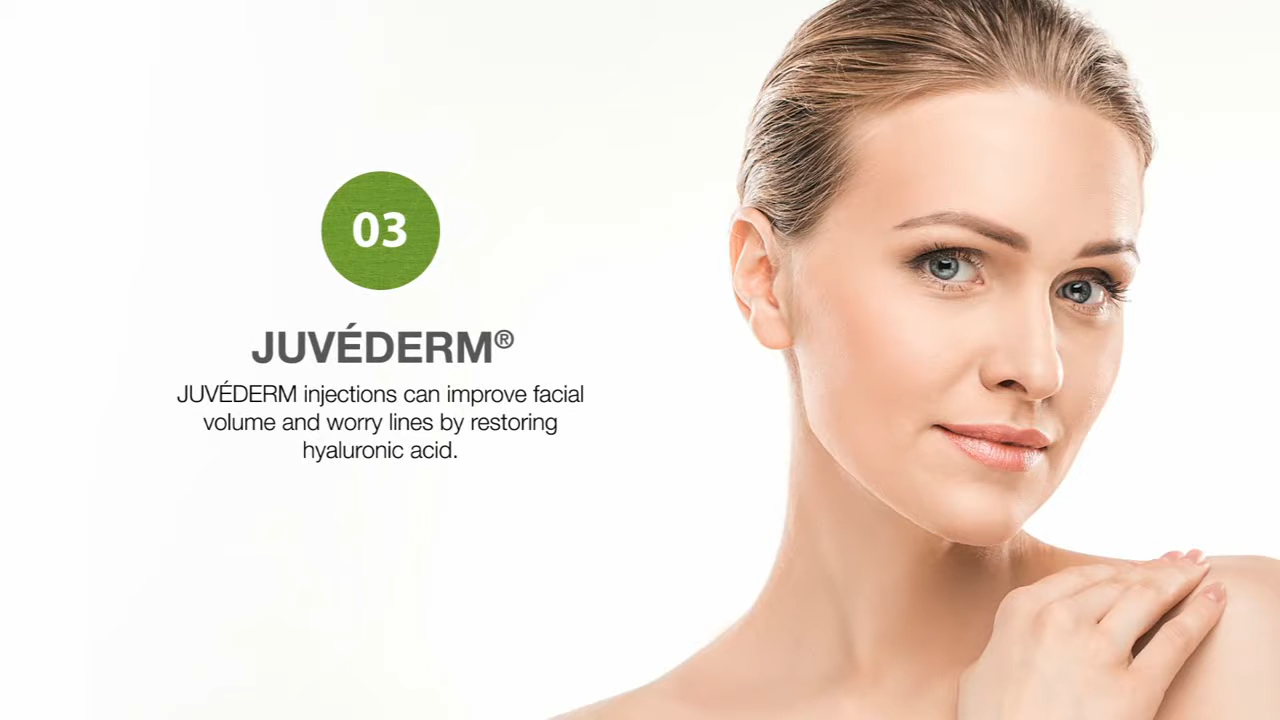 03
JUVÉDERM®
JUVÉDERM injections can improve facial
volume and worry lines by restoring
hyaluronic acid.